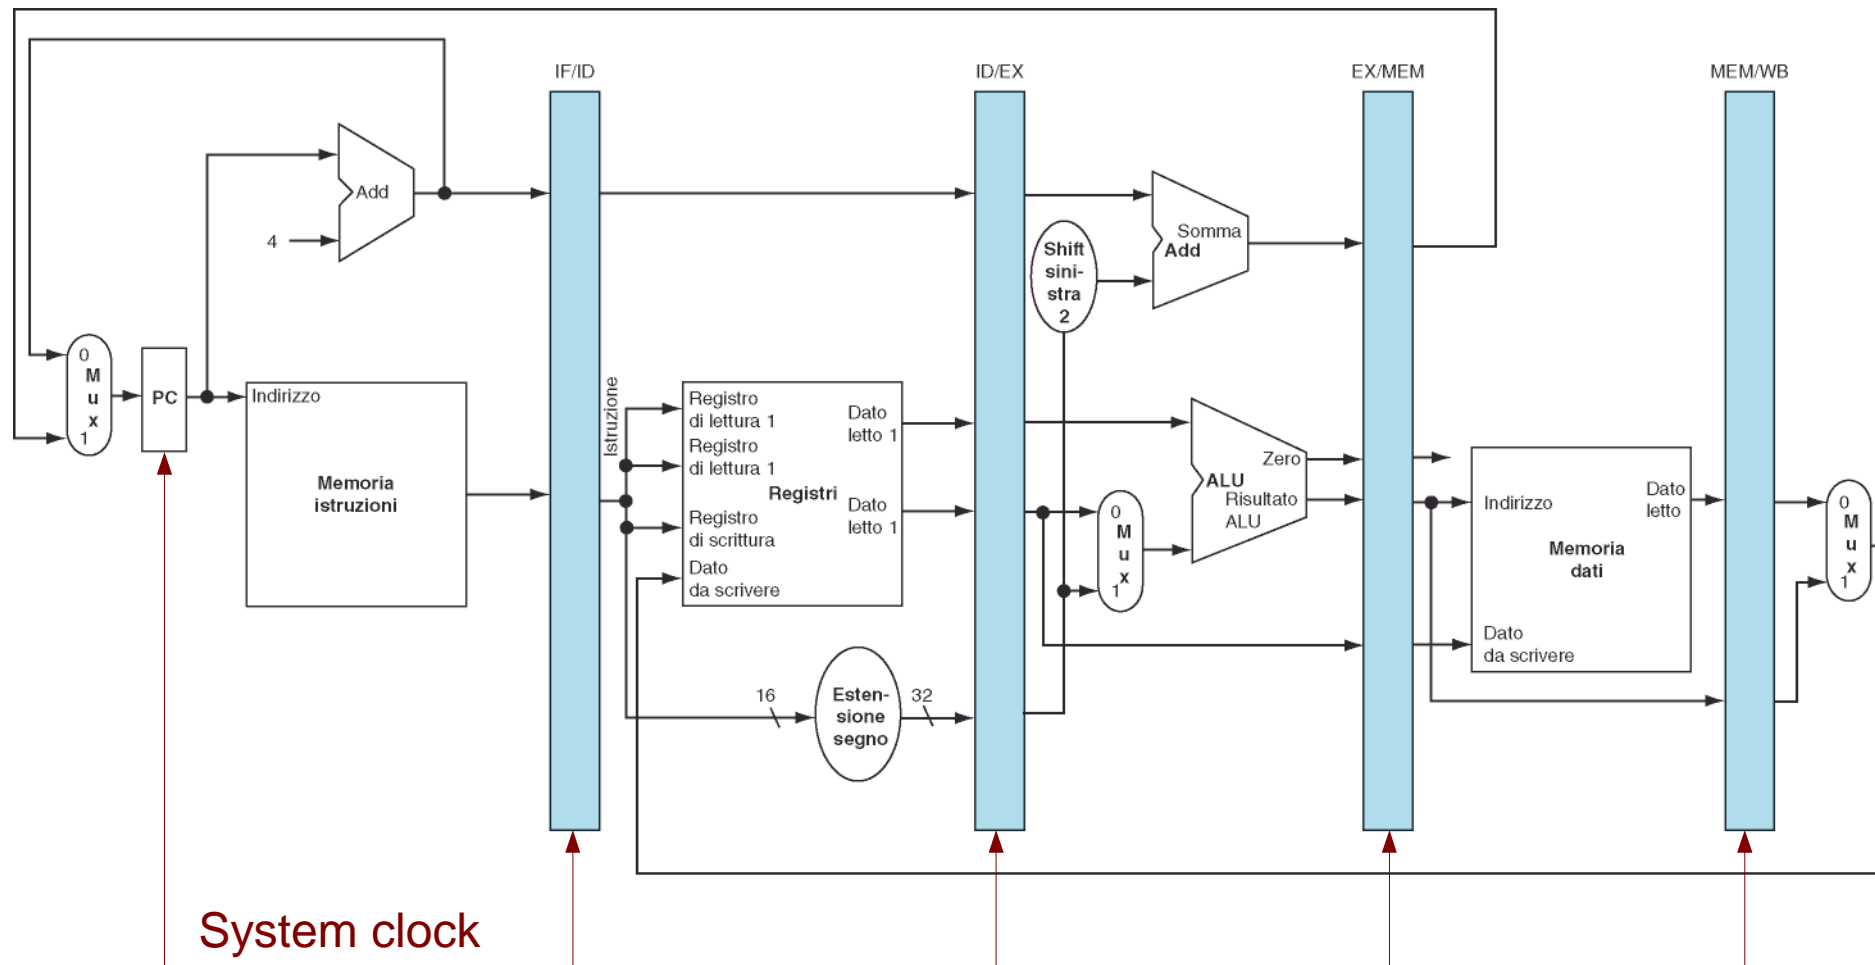 IF/ID
ID/EX
EX/MEM
MEM/WB
Add
4
Shift
sini-
stra
2
Somma
Add
0
M
u
x
1
PC
Indirizzo
Memoria
istruzioni
Istruzione
Registro
di lettura 1
Registro
di lettura 1
Registri
Registro
di scrittura
Dato
da scrivere
Dato
letto 1
Dato
letto 1
16
Esten-
sione
segno
32
0
M
u
x
1
Zero
ALU
Risultato
ALU
Indirizzo
Dato
letto
Memoria
dati
Dato
da scrivere
0
M
u
x
1
System clock